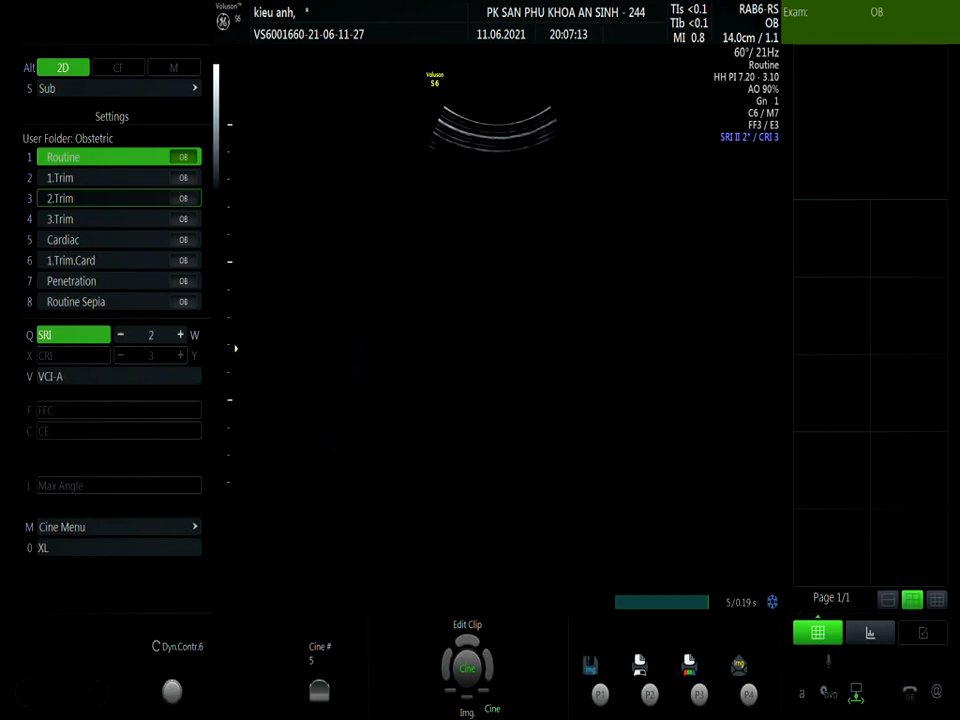 Voluson
S6
kieu anh, *
PK SAN PHU KHOA AN SINH - 244
VS6001660-21-06-11-27
11.06.2021
20:07:13
TIs <0.1
TIb <0.1
MI 0.8
RAB6-RS
OB
14.0cm / 1.1
60°/ 21Hz
Routine
HH PI 7.20 - 3.10
AO 90%
Gn 1
C6 / M7
FF3 / E3
SRI II 2* / CRI 3
Exam: OB
Voluson
S6
Alt 2D CF M
S Sub >
Settings
User Folder: Obstetric
1 Routine OB
2 1.Trim OB
3 2.Trim OB
4 3.Trim OB
5 Cardiac OB
6 1.Trim.Card OB
7 Penetration OB
8 Routine Sepia OB
Q SRI - 2 + W
X CRI - 3 + Y
V VCI-A
F FFC
C CE
L Max Angle
M Cine Menu >
0 XL
5/0.19 s
Page 1/1
C Dyn.Contr.6
Cine #
5
Edit Clip
Cine
Img.
Cine
Img
P1 P2 P3 P4
a DVD @